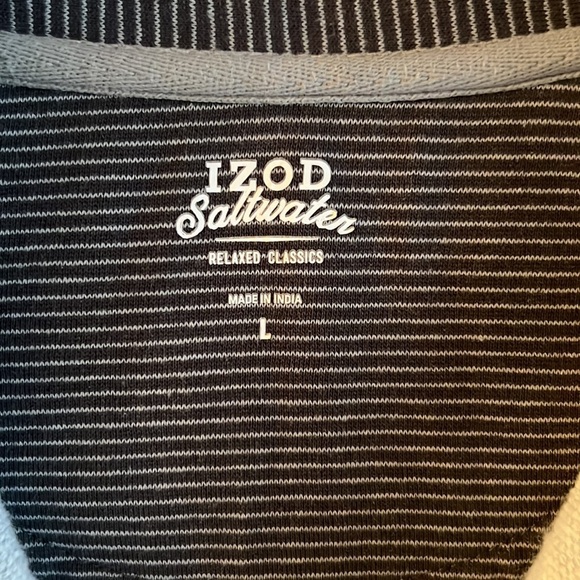 IZOD
Saltwater
RELAXED CLASSICS
MADE IN INDIA
L